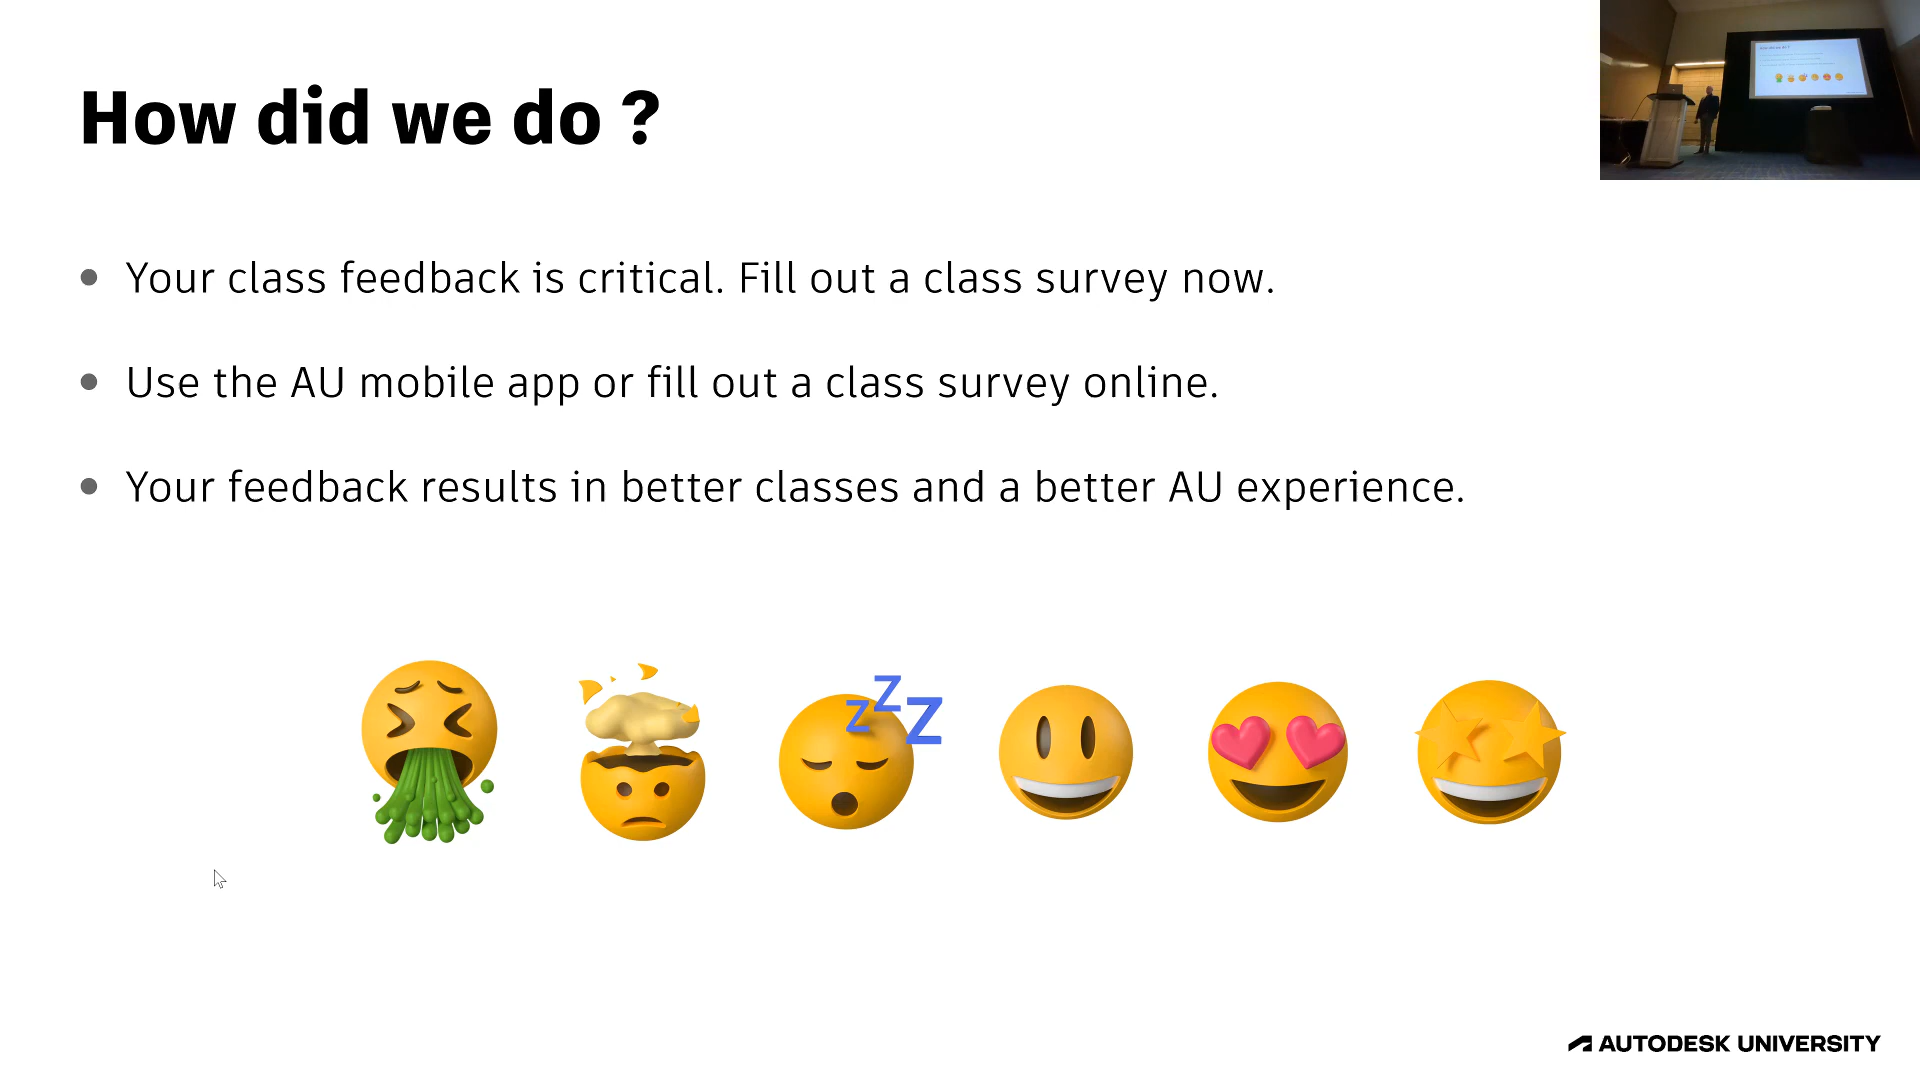 How did we do ?
Your class feedback is critical. Fill out a class survey now.
Use the AU mobile app or fill out a class survey online.
Your feedback results in better classes and a better AU experience.
z Z Z
AUTODESK UNIVERSITY